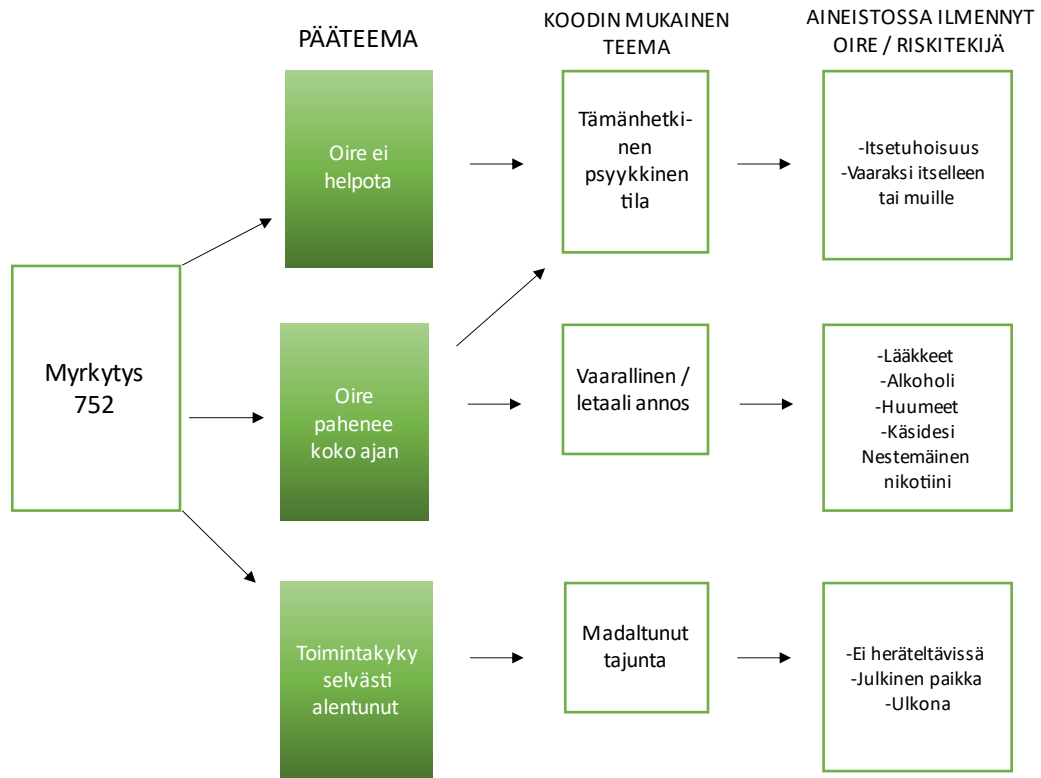 PÄÄTEEMA
KOODIN MUKAINEN
TEEMA
AINEISTOSSA ILMENNYT
OIRE / RISKITEKIJÄ
Myrkytys
752
Oire ei
helpota
Tämänhetki-
nen
psyykkinen
tila
-Itsetuhoisuus
-Vaaraksi itselleen
tai muille
Oire
pahenee
koko ajan
Vaarallinen /
letaali annos
-Lääkkeet
-Alkoholi
-Huumeet
-Käsidesi
Nestemäinen
nikotiini
Toimintakyky
selvästi
alentunut
Madaltunut
tajunta
-Ei heräteltävissä
-Julkinen paikka
-Ulkona